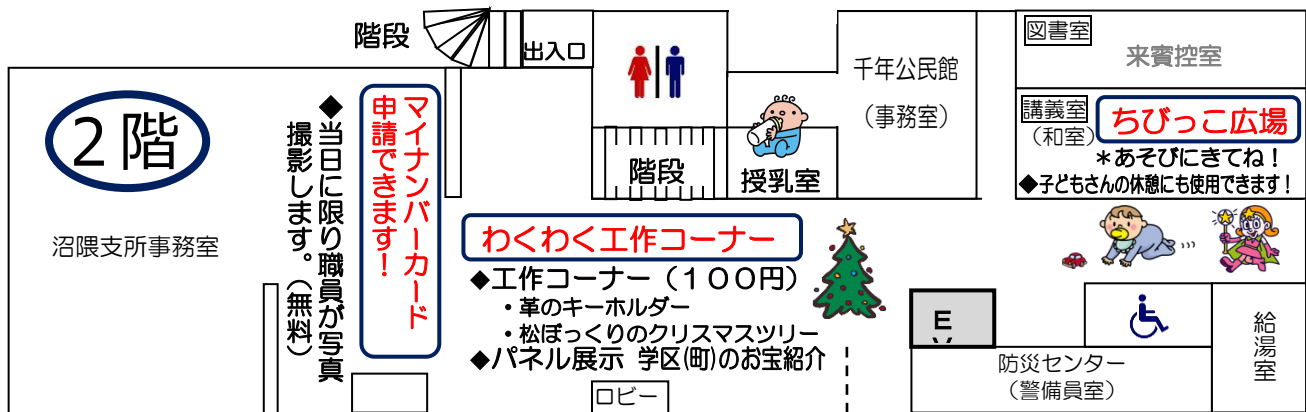 階段
出入口
千年公民館
（事務室）
図書室
来賓控室
２階
マイナンバーカード
申請できます！
◆当日に限り職員が写真
撮影します。（無料）
沼隈支所事務室
階段
授乳室
講義室
（和室）
ちびっこ広場
＊あそびにきてね！
◆子どもさんの休憩にも使用できます！
わくわく工作コーナー
◆工作コーナー（１００円）
・革のキーホルダー
・松ぼっくりのクリスマスツリー
◆パネル展示 学区(町)のお宝紹介
ロビー
防災センター
（警備員室）
給湯室